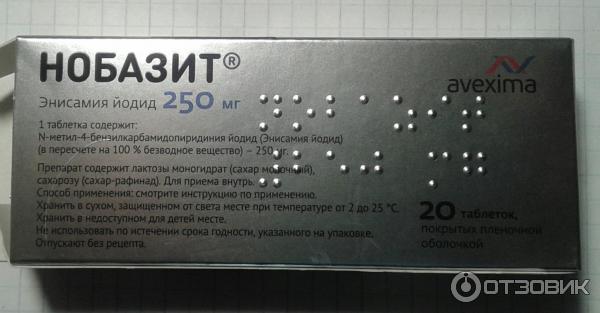 НОБАЗИТ®
avexima
Энисамия йодид 250 мг
1 таблетка содержит:
N-метил-4-бензилкарбамидопиридиния йодид (Энисамия йодид)
(в пересчете на 100 % безводное вещество) – 250 мг.
Препарат содержит лактозы моногидрат (сахар молочный),
сахарозу (сахар-рафинад). Для приема внутрь.
Способ применения: смотрите инструкцию по применению.
Хранить в сухом, защищенном от света месте при температуре от 2 до 25 °С.
Хранить в недоступном для детей месте.
Не использовать по истечении срока годности, указанного на упаковке.
Отпускают без рецепта.
20 таблеток,
покрытых пленочной
оболочкой
ОТЗОВИК